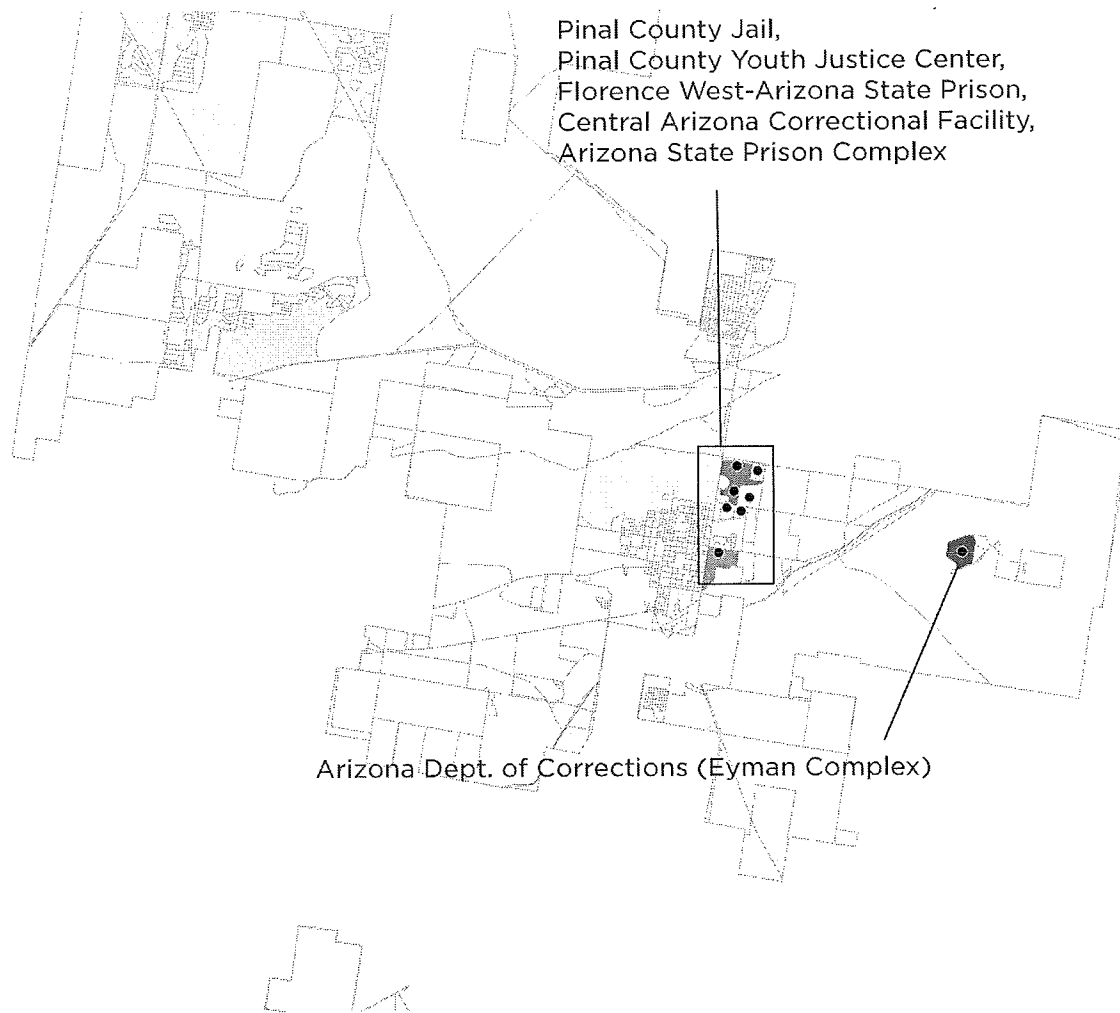 Pinal County Jail,
Pinal County Youth Justice Center,
Florence West-Arizona State Prison,
Central Arizona Correctional Facility,
Arizona State Prison Complex
Arizona Dept. of Corrections (Eyman Complex)